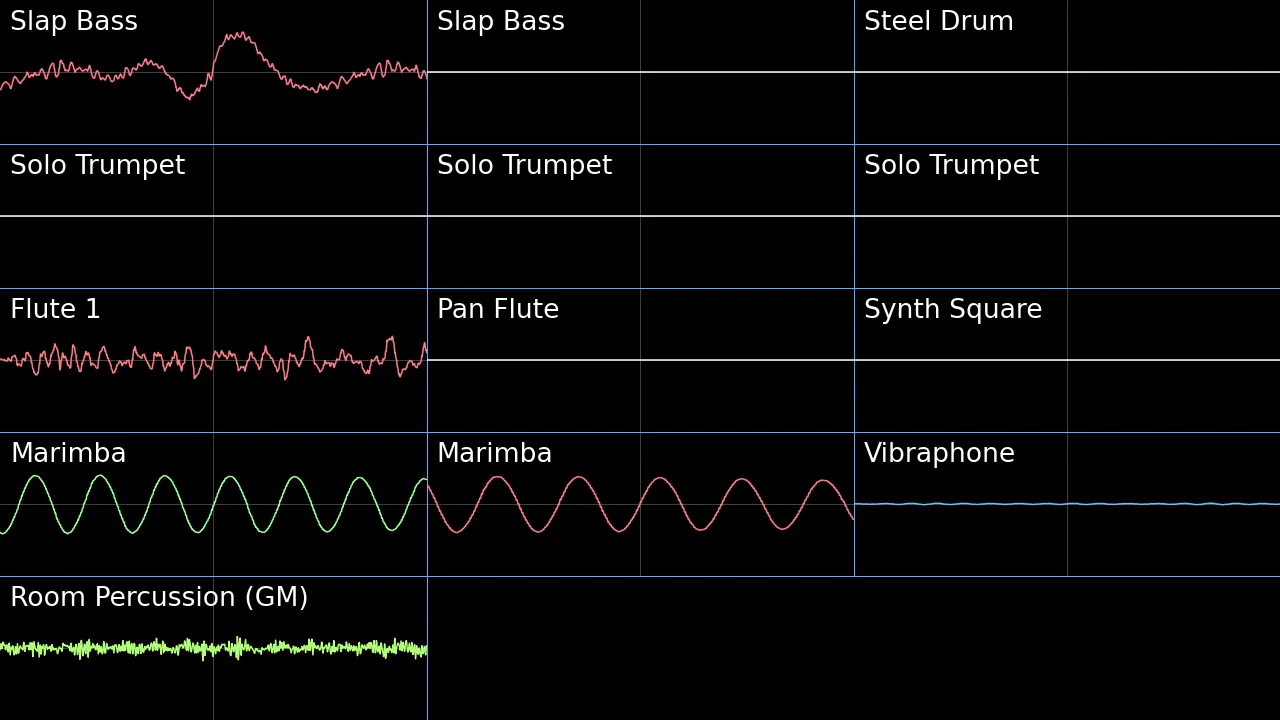 Slap Bass
Slap Bass
Steel Drum
Solo Trumpet
Solo Trumpet
Solo Trumpet
Flute 1
Pan Flute
Synth Square
Marimba
Marimba
Vibraphone
Room Percussion (GM)